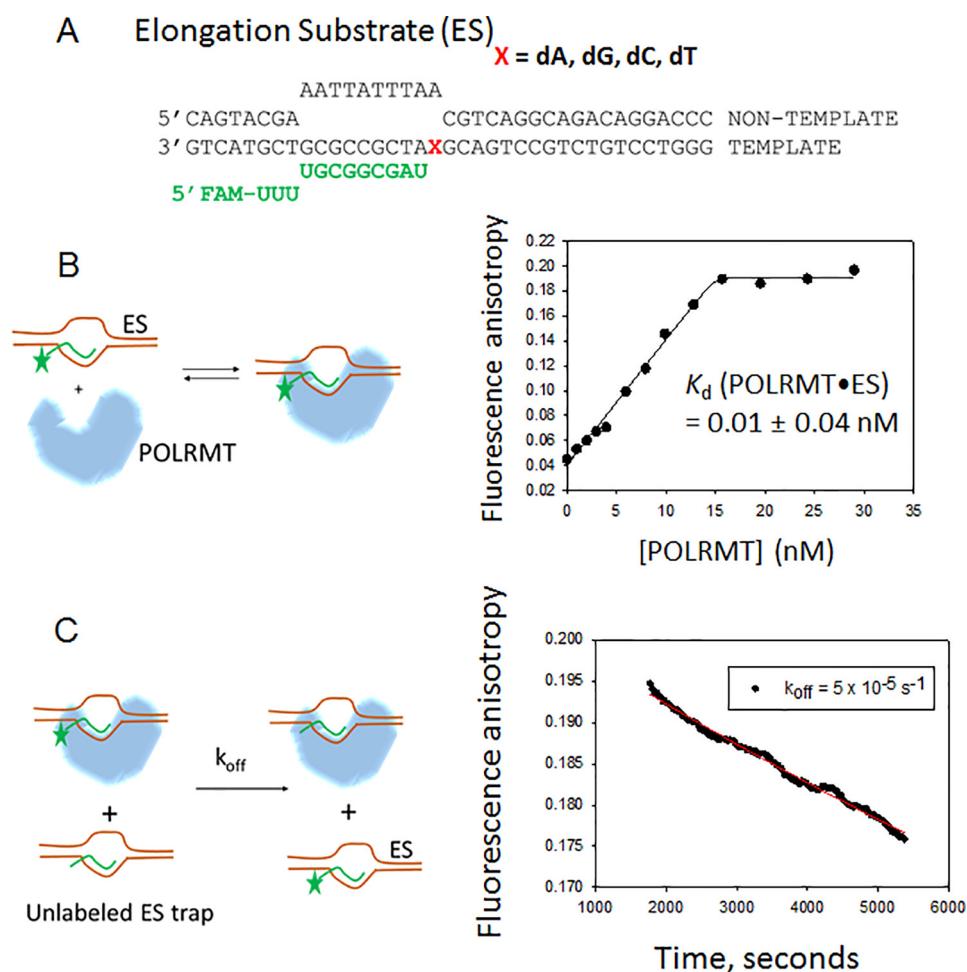 A
Elongation Substrate (ES)
X = dA, dG, dC, dT
AATTATTTAA
5′CAGTACGA CGTCAGGCAGACAGGACCC NON-TEMPLATE
3′GTCATGCTGCGCCGCTAXGCAGTCCGTCTGTCCTGGG TEMPLATE
UGCGGCGAU
5′FAM-UUU
B
ES
+
POLRMT
Fluorescence anisotropy
0.22
0.20
0.18
0.16
0.14
0.12
0.10
0.08
0.06
0.04
0.02
Kd (POLRMT●ES)
= 0.01 ± 0.04 nM
0 5 10 15 20 25 30 35
[POLRMT] (nM)
C
koff
+
+
ES
Unlabeled ES trap
Fluorescence anisotropy
0.200
0.195
0.190
0.185
0.180
0.175
0.170
koff = 5 x 10-5 s-1
1000 2000 3000 4000 5000 6000
Time, seconds